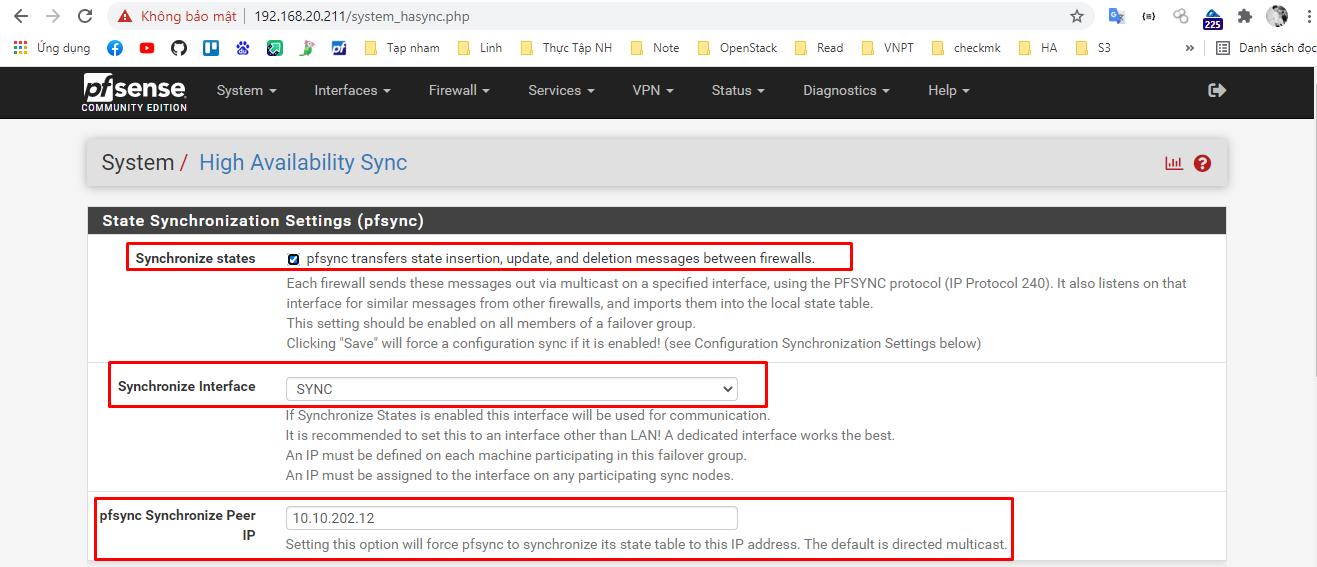 Không bảo mật | 192.168.20.211/system_hasync.php
225
Ứng dụng Tạp nham Linh Thực Tập NH Note OpenStack Read VNPT checkmk HA S3 » Danh sách đọc
pfsense
COMMUNITY EDITION
System Interfaces Firewall Services VPN Status Diagnostics Help
System / High Availability Sync
State Synchronization Settings (pfsync)
Synchronize states pfsync transfers state insertion, update, and deletion messages between firewalls.
Each firewall sends these messages out via multicast on a specified interface, using the PFSYNC protocol (IP Protocol 240). It also listens on that
interface for similar messages from other firewalls, and imports them into the local state table.
This setting should be enabled on all members of a failover group.
Clicking "Save" will force a configuration sync if it is enabled! (see Configuration Synchronization Settings below)
Synchronize Interface SYNC
If Synchronize States is enabled this interface will be used for communication.
It is recommended to set this to an interface other than LAN! A dedicated interface works the best.
An IP must be defined on each machine participating in this failover group.
An IP must be assigned to the interface on any participating sync nodes.
pfsync Synchronize Peer
IP
10.10.202.12
Setting this option will force pfsync to synchronize its state table to this IP address. The default is directed multicast.